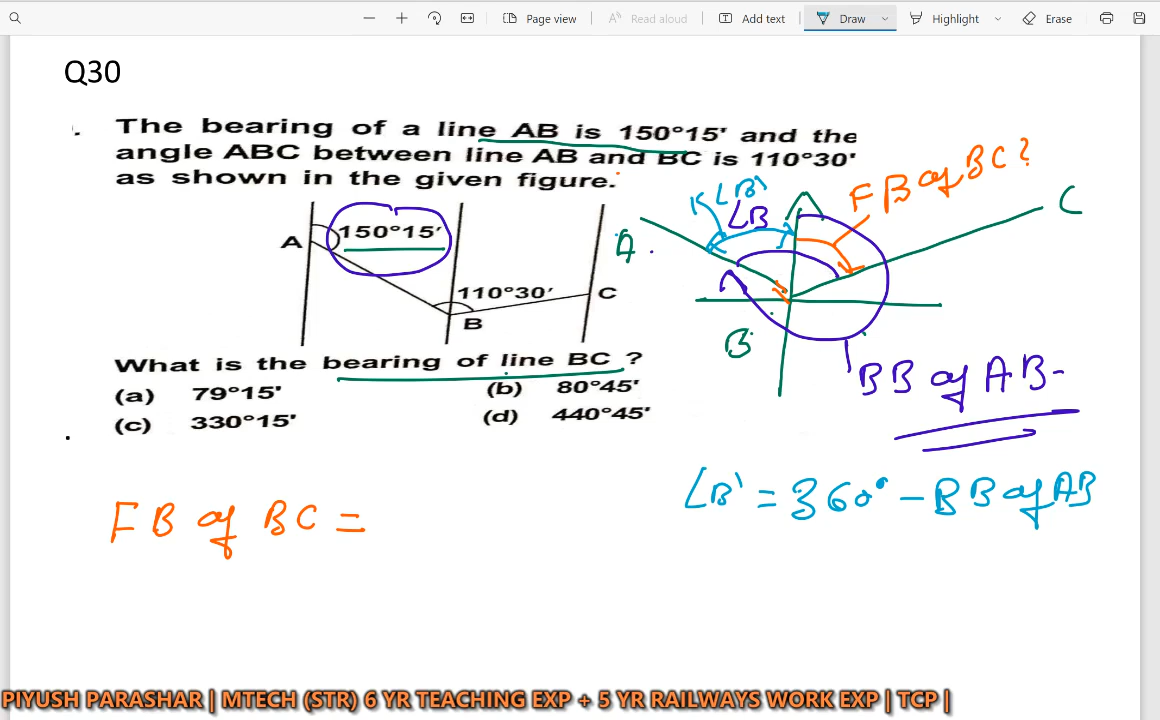 Page view
Read aloud
Add text
Draw
Highlight
Erase
Q30
The bearing of a line AB is 150°15' and the
angle ABC between line AB and BC is 110°30'
as shown in the given figure.
A
150°15'
110°30'
C
B
What is the bearing of line BC ?
(a) 79°15' (b) 80°45'
(c) 330°15' (d) 440°45'
∠B'
∠B
FB of BC?
C
A
B
BB of AB-
∠B' = 360° - BB of AB
FB of BC =
PIYUSH PARASHAR | MTECH (STR) 6 YR TEACHING EXP + 5 YR RAILWAYS WORK EXP | TCP |